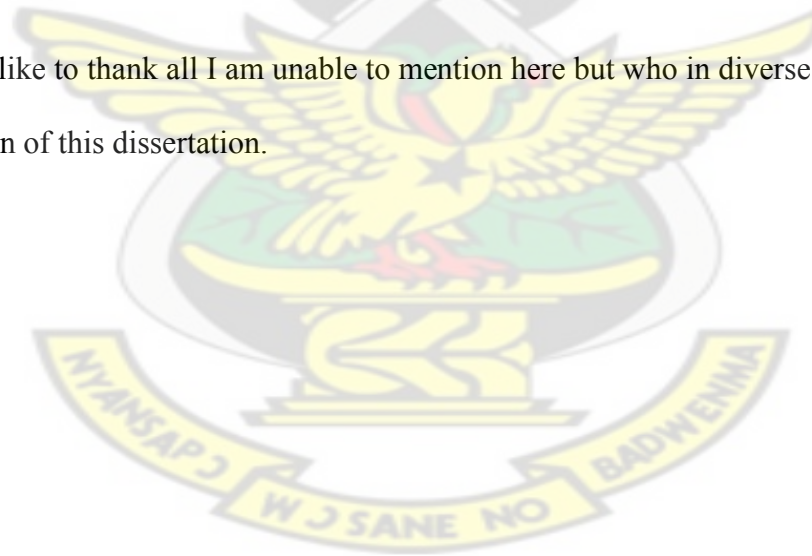 like to thank all I am unable to mention here but who in diverse
n of this dissertation.
NYANSAPƆ WƆSANE NO BADWENMA